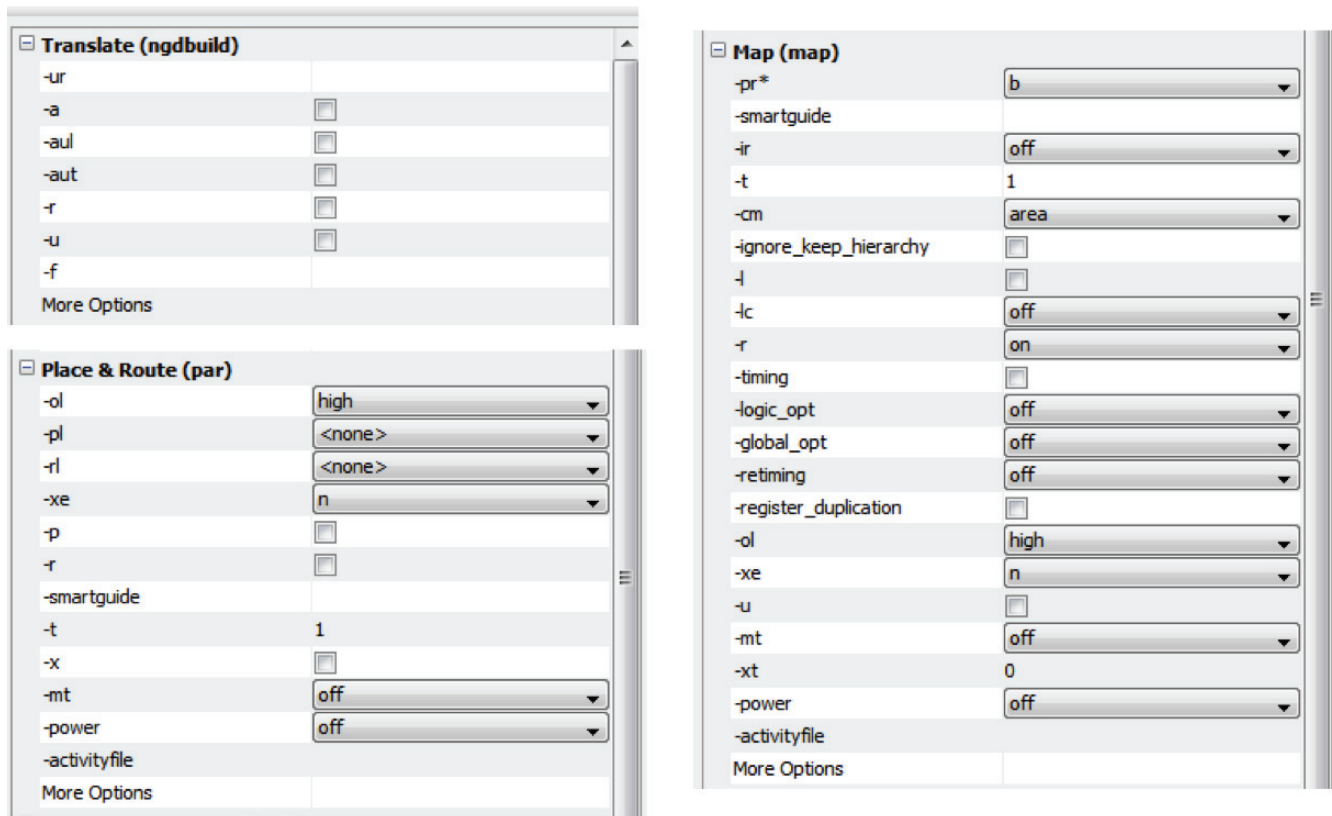 Translate (ngdbuild)
-ur
-a
-aul
-aut
-r
-u
-f
More Options
Place & Route (par)
-ol high
-pl <none>
-rl <none>
-xe n
-p
-r
-smartguide
-t 1
-x
-mt off
-power off
-activityfile
More Options
Map (map)
-pr* b
-smartguide
-ir off
-t 1
-cm area
-ignore_keep_hierarchy
-l
-lc off
-r on
-timing
-logic_opt off
-global_opt off
-retiming off
-register_duplication
-ol high
-xe n
-u
-mt off
-xt 0
-power off
-activityfile
More Options